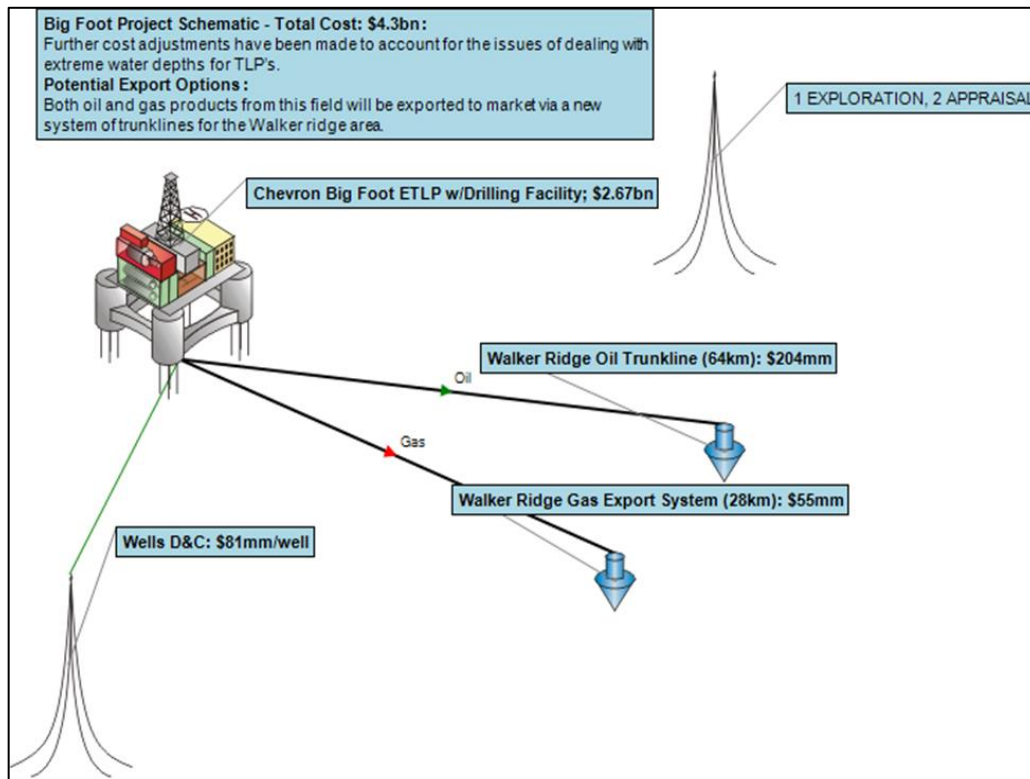 Big Foot Project Schematic - Total Cost: $4.3bn:
Further cost adjustments have been made to account for the issues of dealing with
extreme water depths for TLP's.
Potential Export Options:
Both oil and gas products from this field will be exported to market via a new
system of trunklines for the Walker ridge area.
1 EXPLORATION, 2 APPRAISAL
Chevron Big Foot ETLP w/Drilling Facility; $2.67bn
Walker Ridge Oil Trunkline (64km): $204mm
Oil
Gas
Walker Ridge Gas Export System (28km): $55mm
Wells D&C: $81mm/well